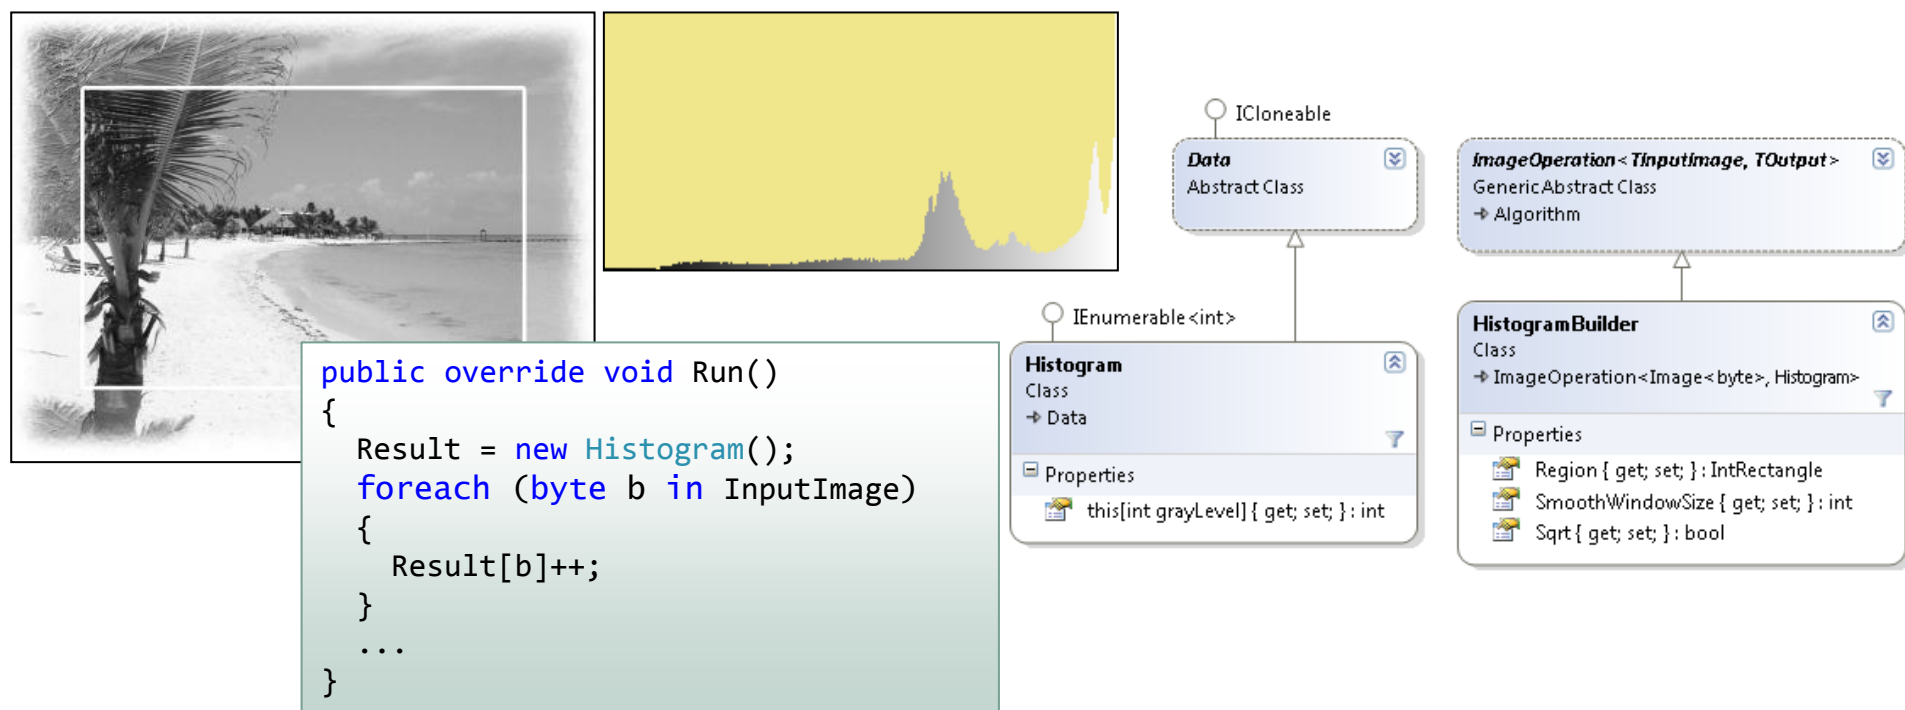 public override void Run()
{
Result = new Histogram();
foreach (byte b in InputImage)
{
Result[b]++;
}
...
}
ICloneable
Data
Abstract Class
IEnumerable<int>
Histogram
Class
Data
Properties
this[int grayLevel] { get; set; } : int
ImageOperation<TInputImage, TOutput>
Generic Abstract Class
Algorithm
HistogramBuilder
Class
ImageOperation<Image<byte>, Histogram>
Properties
Region { get; set; } : IntRectangle
SmoothWindowSize { get; set; } : int
Sqrt { get; set; } : bool